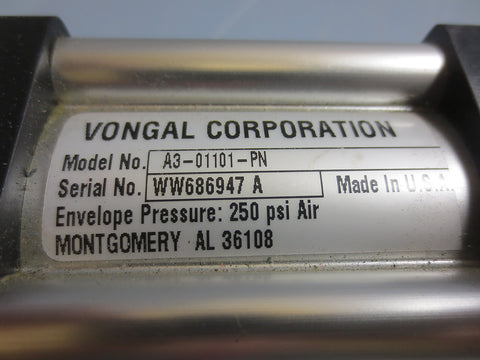 VONGAL CORPORATION
Model No. A3-01101-PN
Serial No. WW686947 A Made In U.S.A.
Envelope Pressure: 250 psi Air
MONTGOMERY AL 36108